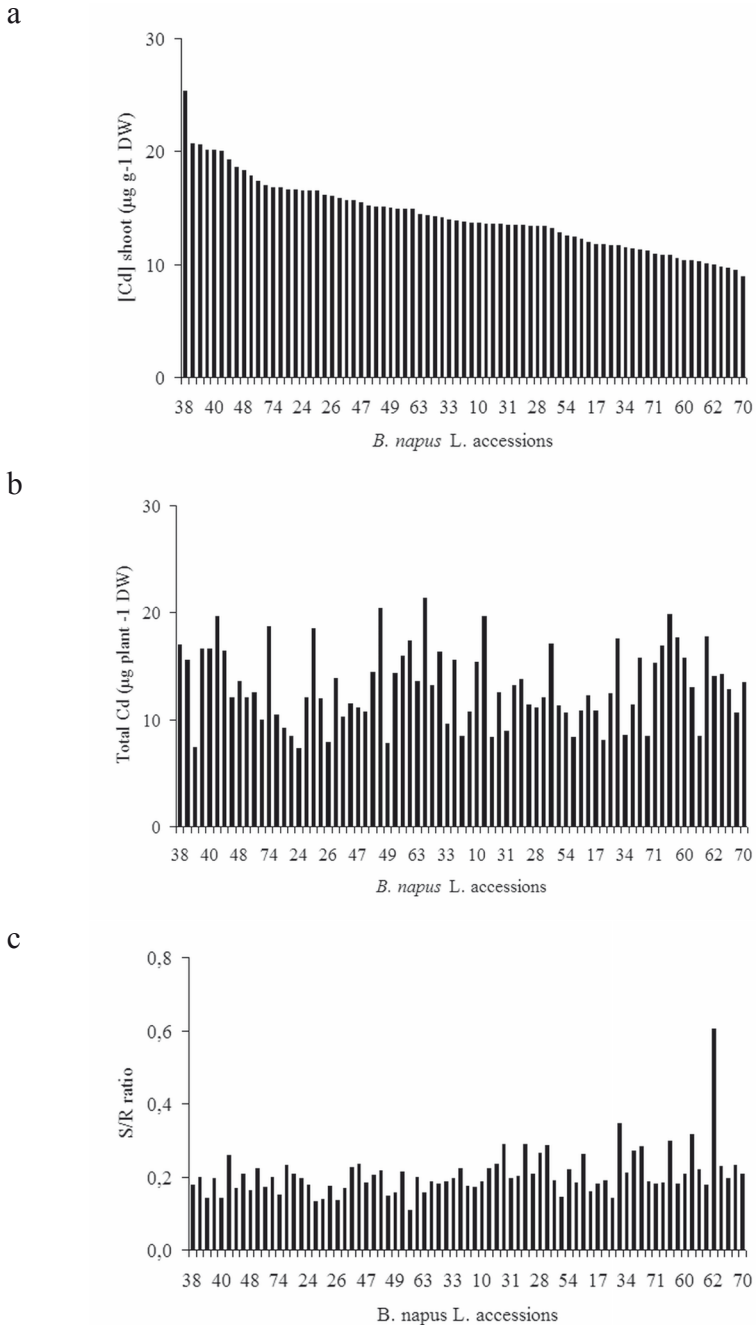 a
30
20
10
0
[Cd] shoot (µg g-1 DW)
38 40 48 74 24 26 47 49 63 33 10 31 28 54 17 34 71 60 62 70
B. napus L. accessions
b
30
20
10
0
Total Cd (µg plant -1 DW)
38 40 48 74 24 26 47 49 63 33 10 31 28 54 17 34 71 60 62 70
B. napus L. accessions
c
0,8
0,6
0,4
0,2
0,0
S/R ratio
38 40 48 74 24 26 47 49 63 33 10 31 28 54 17 34 71 60 62 70
B. napus L. accessions